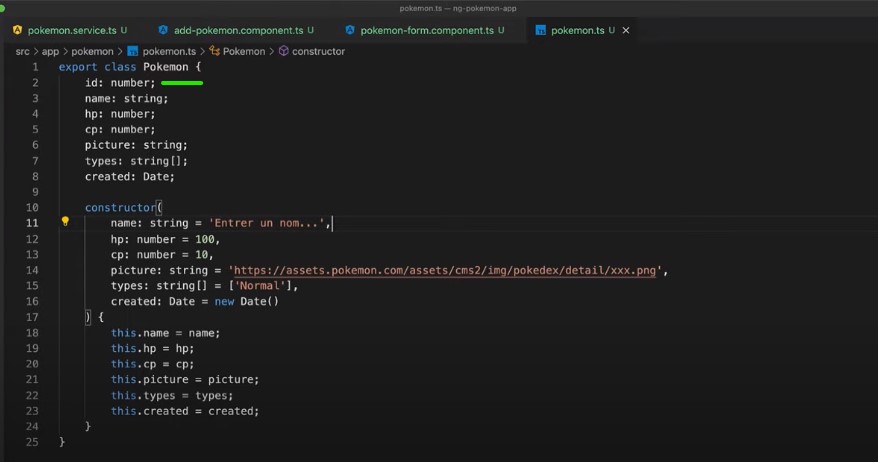 pokemon.ts — ng-pokemon-app
pokemon.service.ts U add-pokemon.component.ts U pokemon-form.component.ts U TS pokemon.ts U ×
src > app > pokemon > TS pokemon.ts > Pokemon > constructor
1 export class Pokemon {
2 id: number;
3 name: string;
4 hp: number;
5 cp: number;
6 picture: string;
7 types: string[];
8 created: Date;
9
10 constructor(
11 name: string = 'Entrer un nom...',
12 hp: number = 100,
13 cp: number = 10,
14 picture: string = 'https://assets.pokemon.com/assets/cms2/img/pokedex/detail/xxx.png',
15 types: string[] = ['Normal'],
16 created: Date = new Date()
17 ) {
18 this.name = name;
19 this.hp = hp;
20 this.cp = cp;
21 this.picture = picture;
22 this.types = types;
23 this.created = created;
24 }
25 }